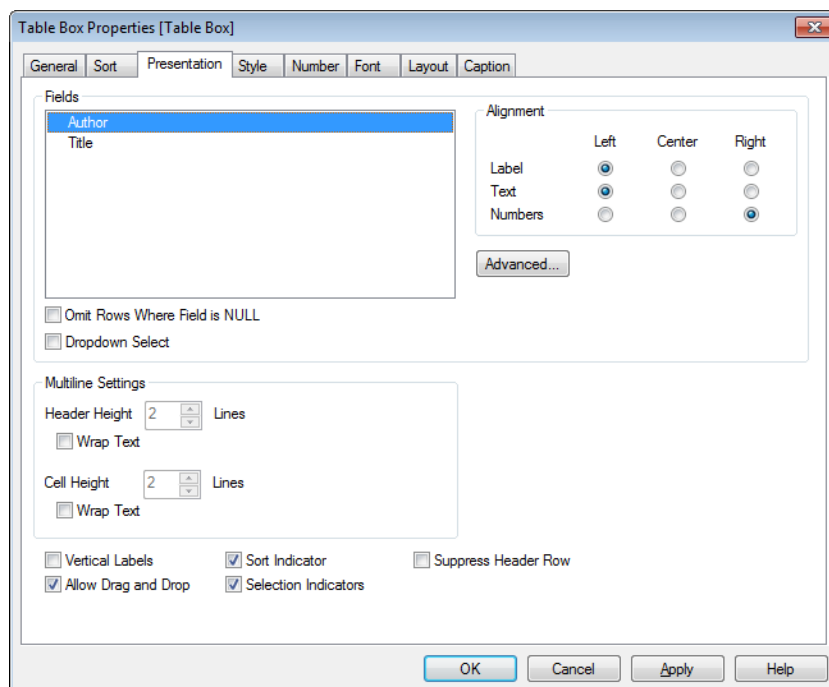 Table Box Properties [Table Box]
General Sort Presentation Style Number Font Layout Caption
Fields
Author
Title
Alignment
Left Center Right
Label
Text
Numbers
Advanced...
Omit Rows Where Field is NULL
Dropdown Select
Multiline Settings
Header Height 2 Lines
Wrap Text
Cell Height 2 Lines
Wrap Text
Vertical Labels Sort Indicator Suppress Header Row
Allow Drag and Drop Selection Indicators
OK Cancel Apply Help